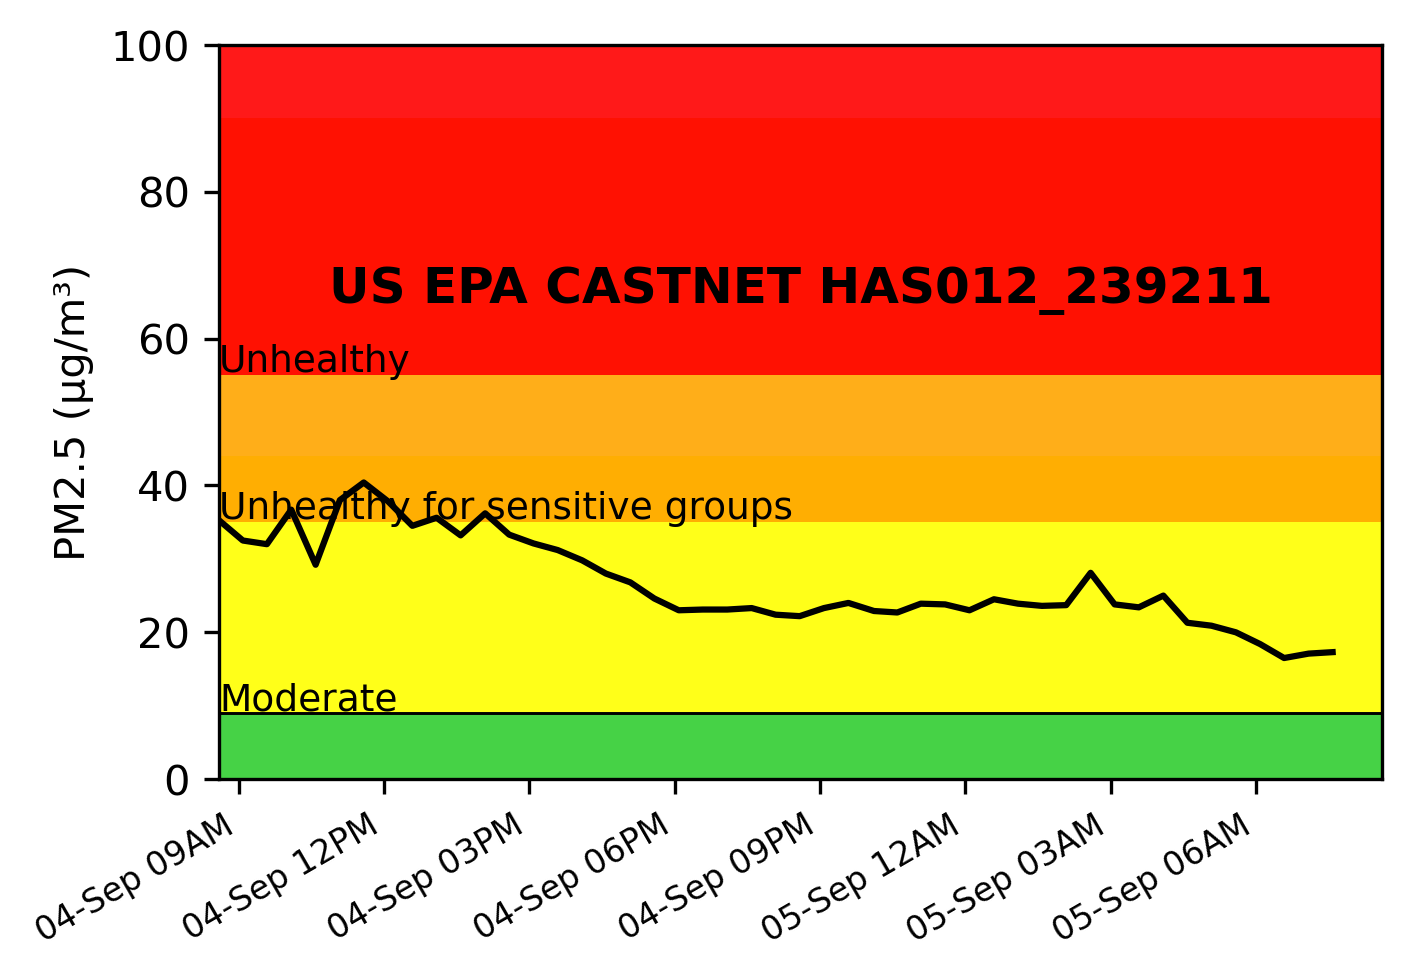 100
80
60
40
20
0
PM2.5 (µg/m³)
US EPA CASTNET HAS012_239211
Unhealthy
Unhealthy for sensitive groups
Moderate
04-Sep 09AM
04-Sep 12PM
04-Sep 03PM
04-Sep 06PM
04-Sep 09PM
05-Sep 12AM
05-Sep 03AM
05-Sep 06AM